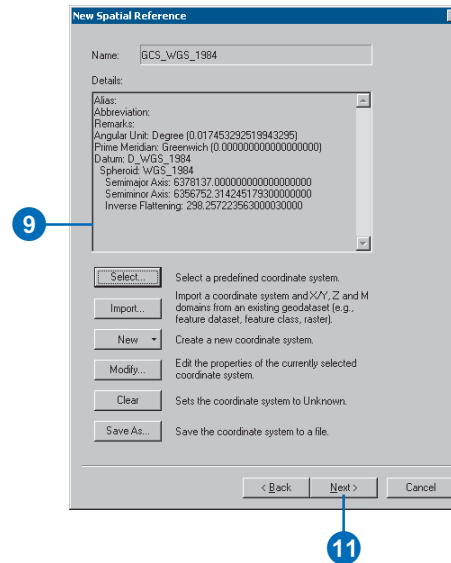 New Spatial Reference
Name: GCS_WGS_1984
Details:
Alias:
Abbreviation:
Remarks:
Angular Unit: Degree (0.017453292519943295)
Prime Meridian: Greenwich (0.000000000000000000)
Datum: D_WGS_1984
Spheroid: WGS_1984
Semimajor Axis: 6378137.000000000000000000
Semiminor Axis: 6356752.314245179300000000
Inverse Flattening: 298.257223563000030000
9
Select... Select a predefined coordinate system.
Import... Import a coordinate system and X/Y, Z and M
domains from an existing geodataset (e.g.,
feature dataset, feature class, raster).
New Create a new coordinate system.
Modify... Edit the properties of the currently selected
coordinate system.
Clear Sets the coordinate system to Unknown.
Save As... Save the coordinate system to a file.
< Back Next > Cancel
11